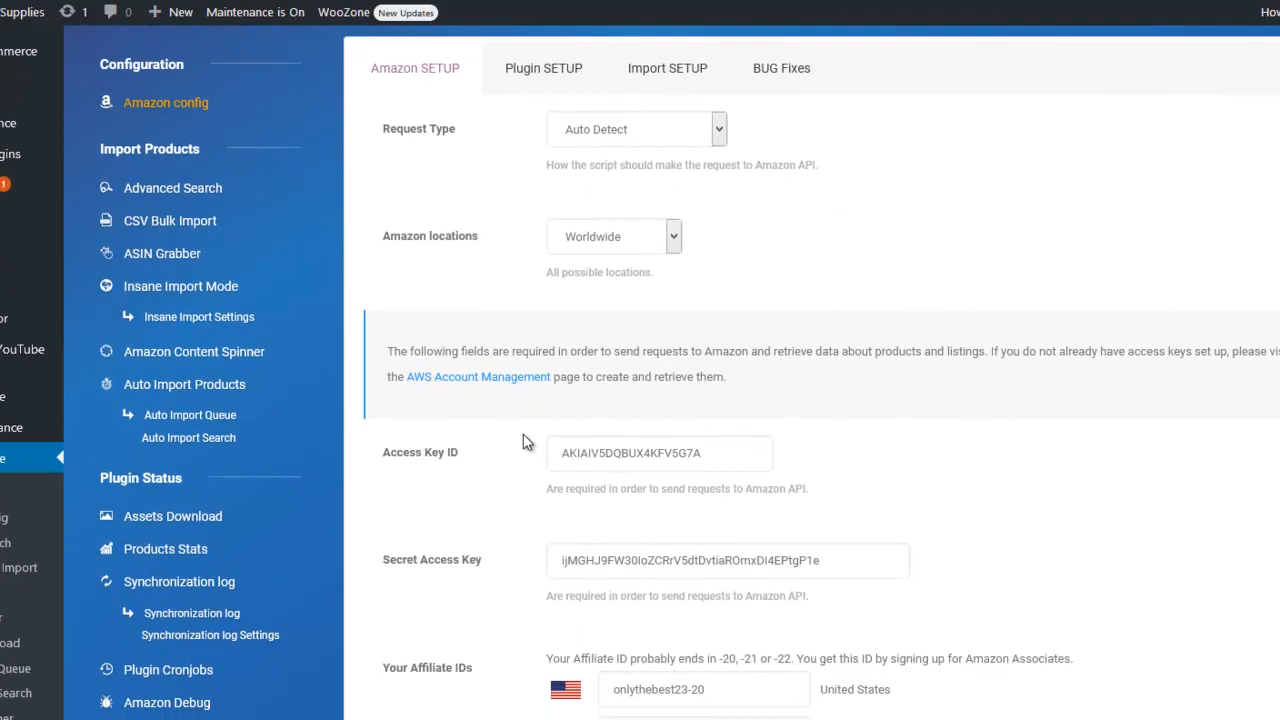 Supplies 1 0 New Maintenance is On WooZone New Updates
Configuration
Amazon config
Import Products
Advanced Search
CSV Bulk Import
ASIN Grabber
Insane Import Mode
Insane Import Settings
Amazon Content Spinner
Auto Import Products
Auto Import Queue
Auto Import Search
Plugin Status
Assets Download
Products Stats
Synchronization log
Synchronization log
Synchronization log Settings
Plugin Cronjobs
Amazon Debug
Amazon SETUP Plugin SETUP Import SETUP BUG Fixes
Request Type Auto Detect
How the script should make the request to Amazon API.
Amazon locations Worldwide
All possible locations.
The following fields are required in order to send requests to Amazon and retrieve data about products and listings. If you do not already have access keys set up, please
the AWS Account Management page to create and retrieve them.
Access Key ID AKIAIV5DQBUX4KFV5G7A
Are required in order to send requests to Amazon API.
Secret Access Key
Are required in order to send requests to Amazon API.
Your Affiliate IDs Your Affiliate ID probably ends in -20, -21 or -22. You get this ID by signing up for Amazon Associates.
onlythebest23-20 United States